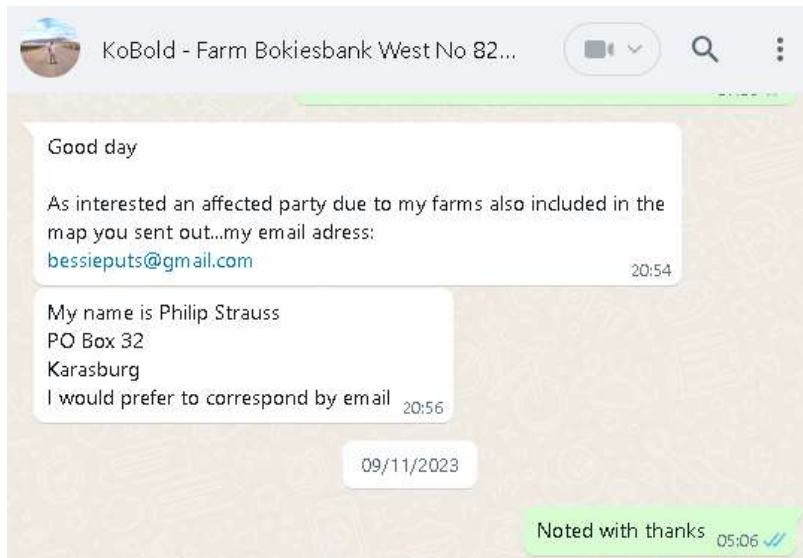 KoBold - Farm Bokiesbank West No 82...
Good day
As interested an affected party due to my farms also included in the
map you sent out...my email adress:
bessieputs@gmail.com
20:54
My name is Philip Strauss
PO Box 32
Karasburg
I would prefer to correspond by email 20:56
09/11/2023
Noted with thanks 05:06